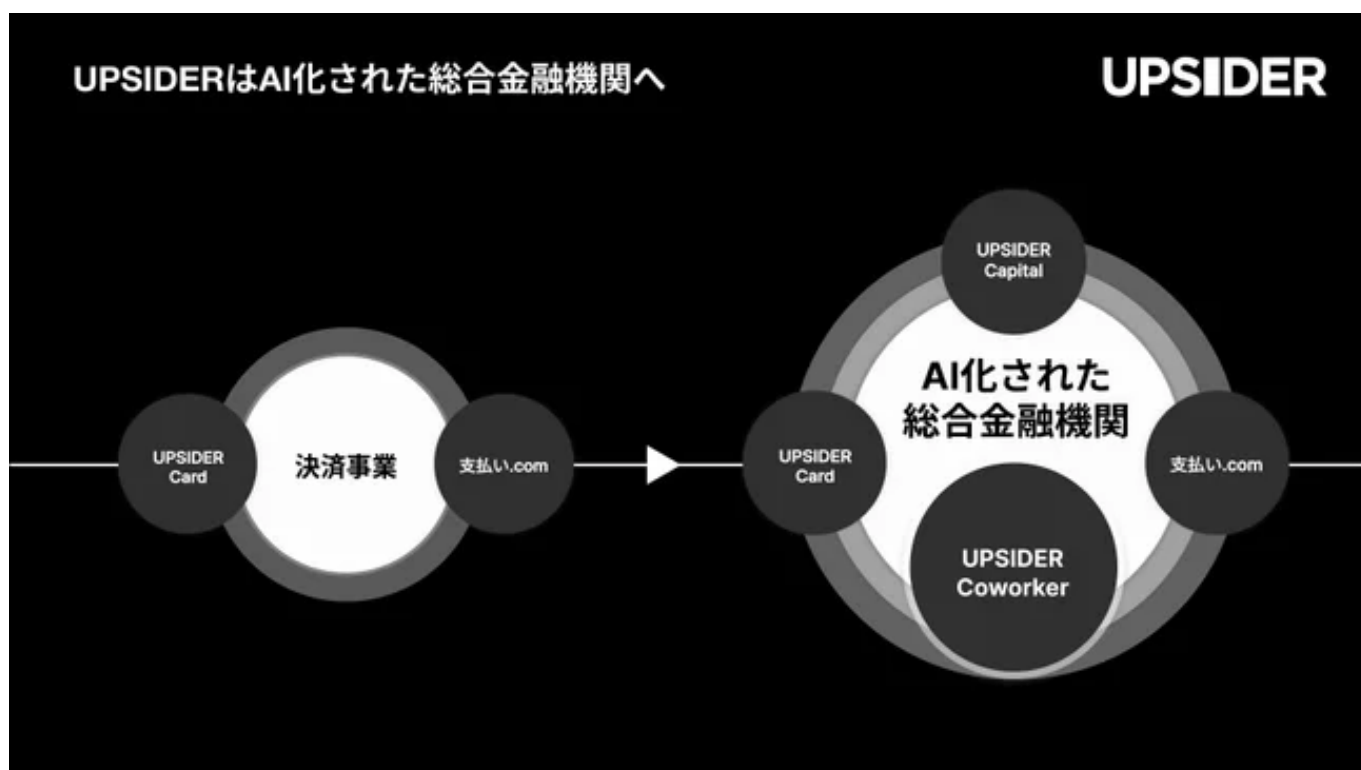 UPSIDERはAI化された総合金融機関へ
UPSIDER
UPSIDER
Card
決済事業
支払い.com
UPSIDER
Capital
AI化された
総合金融機関
UPSIDER
Card
支払い.com
UPSIDER
Coworker